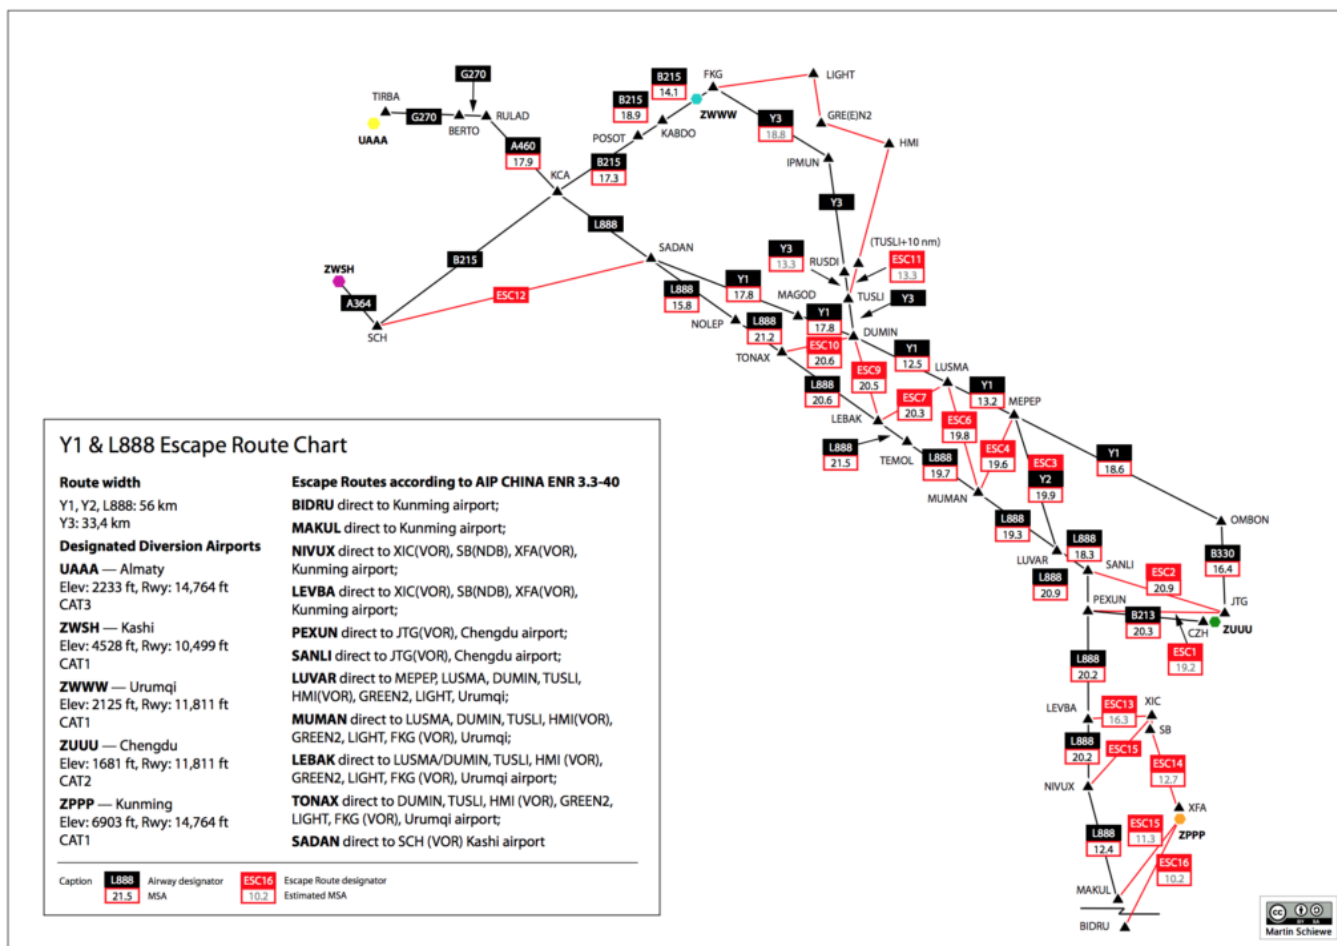 G270
B215
14.1
FKG
LIGHT
TIRBA
G270
BERTO
RULAD
UAAA
B215
18.9
POSOT
KABDO
ZWWW
Y3
18.8
GRE(E)N2
HMI
IPMUN
A460
17.9
KCA
B215
17.3
L888
Y3
SADAN
B215
ZWSH
A364
SCH
ESC12
Y3
13.3
RUSDI
(TUSLI+10 nm)
ESC11
13.3
TUSLI
Y3
Y1
17.8
L888
15.8
MAGOD
NOLEP
L888
21.2
Y1
17.8
DUMIN
TONAX
ESC10
20.6
Y1
12.5
LUSMA
ESC9
20.5
L888
20.6
ESC7
20.3
Y1
13.2
MEPEP
LEBAK
ESC6
19.8
L888
21.5
TEMOL
L888
19.7
ESC4
19.6
ESC3
Y2
19.9
Y1
18.6
MUMAN
L888
19.3
OMBON
LUVAR
L888
18.3
SANLI
B330
16.4
L888
20.9
ESC2
20.9
PEXUN
JTG
B213
20.3
CZH
ZUUU
ESC1
19.2
L888
20.2
LEVBA
ESC13
16.3
XIC
SB
L888
20.2
ESC15
ESC14
12.7
NIVUX
XFA
ZPPP
L888
12.4
ESC15
11.3
ESC16
10.2
MAKUL
BIDRU
Y1 & L888 Escape Route Chart
Route width
Y1, Y2, L888: 56 km
Y3: 33,4 km
Designated Diversion Airports
UAAA — Almaty
Elev: 2233 ft, Rwy: 14,764 ft
CAT3
ZWSH — Kashi
Elev: 4528 ft, Rwy: 10,499 ft
CAT1
ZWWW — Urumqi
Elev: 2125 ft, Rwy: 11,811 ft
CAT1
ZUUU — Chengdu
Elev: 1681 ft, Rwy: 11,811 ft
CAT2
ZPPP — Kunming
Elev: 6903 ft, Rwy: 14,764 ft
CAT1
Escape Routes according to AIP CHINA ENR 3.3-40
BIDRU direct to Kunming airport;
MAKUL direct to Kunming airport;
NIVUX direct to XIC(VOR), SB(NDB), XFA(VOR),
Kunming airport;
LEVBA direct to XIC(VOR), SB(NDB), XFA(VOR),
Kunming airport;
PEXUN direct to JTG(VOR), Chengdu airport;
SANLI direct to JTG(VOR), Chengdu airport;
LUVAR direct to MEPEP, LUSMA, DUMIN, TUSLI,
HMI(VOR), GREEN2, LIGHT, Urumqi;
MUMAN direct to LUSMA, DUMIN, TUSLI, HMI(VOR),
GREEN2, LIGHT, FKG (VOR), Urumqi;
LEBAK direct to LUSMA/DUMIN, TUSLI, HMI (VOR),
GREEN2, LIGHT, FKG (VOR), Urumqi airport;
TONAX direct to DUMIN, TUSLI, HMI (VOR), GREEN2,
LIGHT, FKG (VOR), Urumqi airport;
SADAN direct to SCH (VOR) Kashi airport
Caption
L888 Airway designator
21.5 MSA
ESC16 Escape Route designator
10.2 Estimated MSA
cc
BY SA
Martin Schiewe